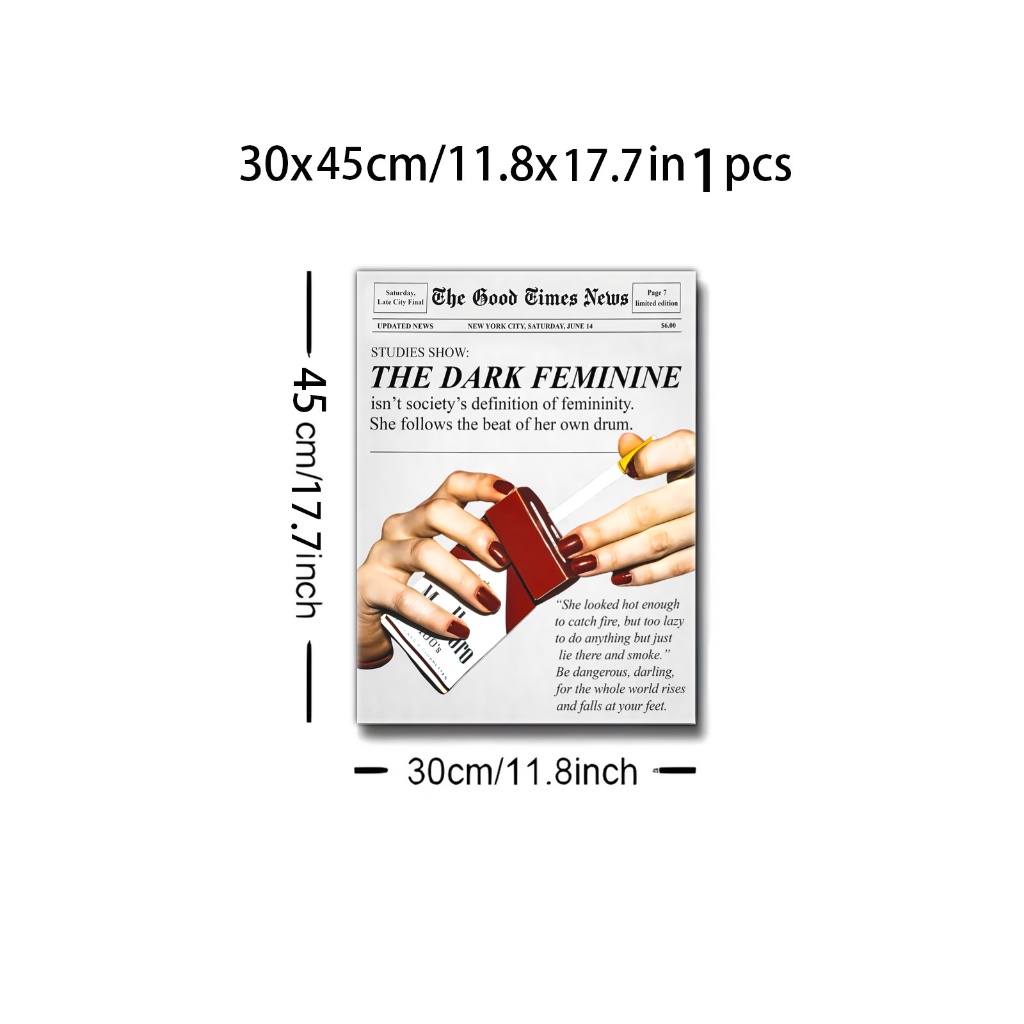 30x45cm/11.8x17.7in 1 pcs
45 cm/17.7inch
Saturday,
Late City Final
The Good Times News
Page 7
limited edition
UPDATED NEWS
NEW YORK CITY, SATURDAY, JUNE 14
$6.00
STUDIES SHOW:
THE DARK FEMININE
isn't society's definition of femininity.
She follows the beat of her own drum.
100's
“She looked hot enough
to catch fire, but too lazy
to do anything but just
lie there and smoke.”
Be dangerous, darling,
for the whole world rises
and falls at your feet.
30cm/11.8inch